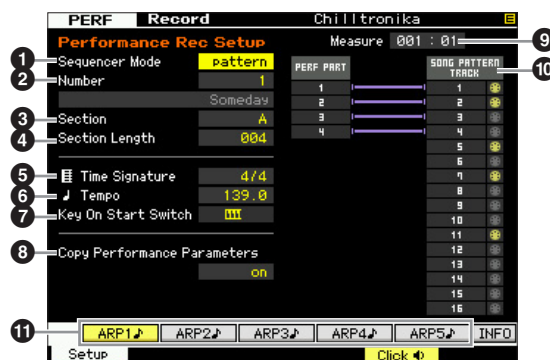 PERF Record Chilltronika
Performance Rec Setup Measure 001 : 01 9
1 Sequencer Mode pattern PERF PART SONG PATTERN TRACK 10
2 Number 1
Someday
3 Section A
4 Section Length 004
5 Time Signature 4/4
6 Tempo 139.0
7 Key On Start Switch
8 Copy Performance Parameters
on
1 1
2 2
3 3
4 4
5
6
7
8
9
10
11
12
13
14
15
16
11 ARP1♪ ARP2♪ ARP3♪ ARP4♪ ARP5♪ INFO
Setup Click